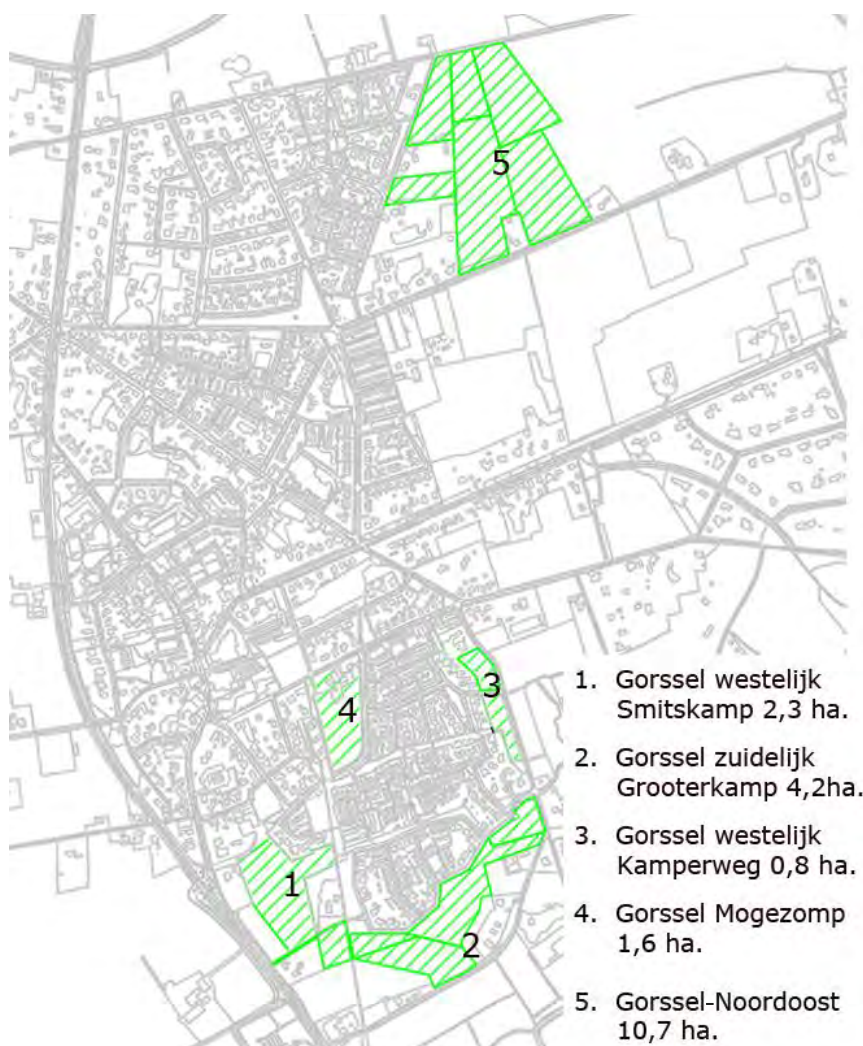 5
3
4
1
2
1. Gorssel westelijk
Smitskamp 2,3 ha.
2. Gorssel zuidelijk
Grooterkamp 4,2ha.
3. Gorssel westelijk
Kamperweg 0,8 ha.
4. Gorssel Mogezomp
1,6 ha.
5. Gorssel-Noordoost
10,7 ha.